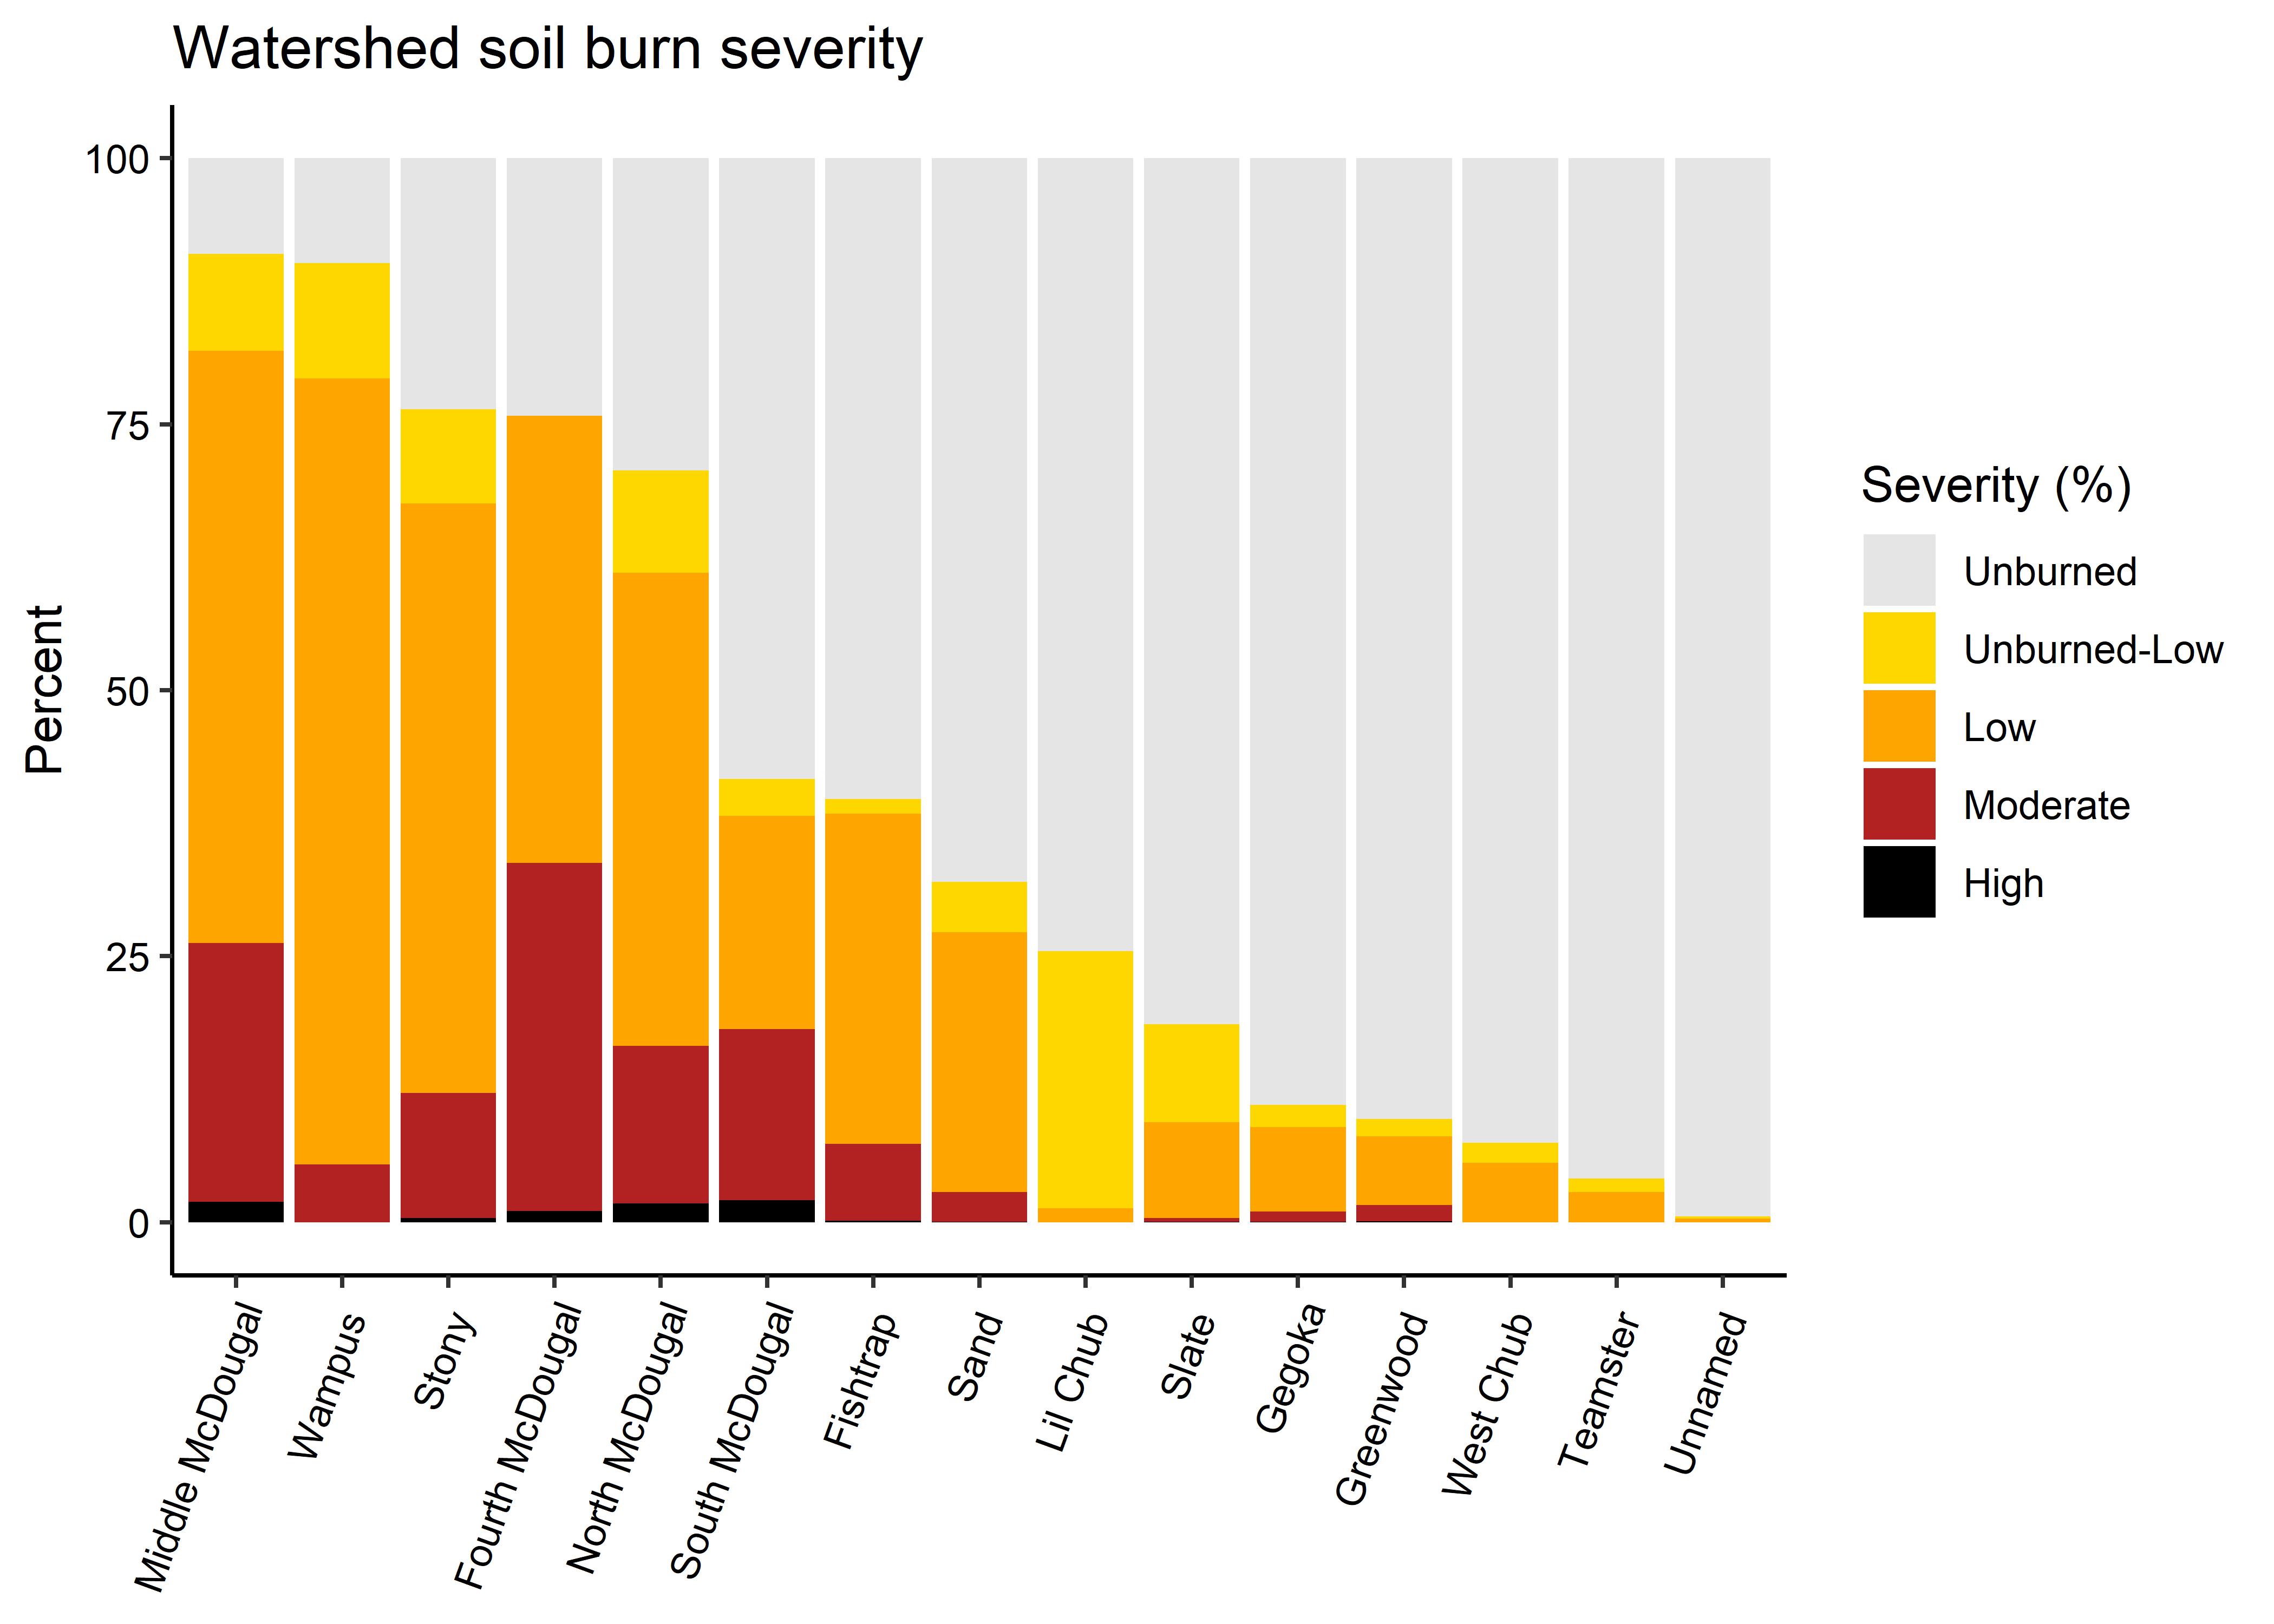 Watershed soil burn severity
Percent
100
75
50
25
0
Middle McDougal
Wampus
Stony
Fourth McDougal
North McDougal
South McDougal
Fishtrap
Sand
Lil Chub
Slate
Gegoka
Greenwood
West Chub
Teamster
Unnamed
Severity (%)
Unburned
Unburned-Low
Low
Moderate
High